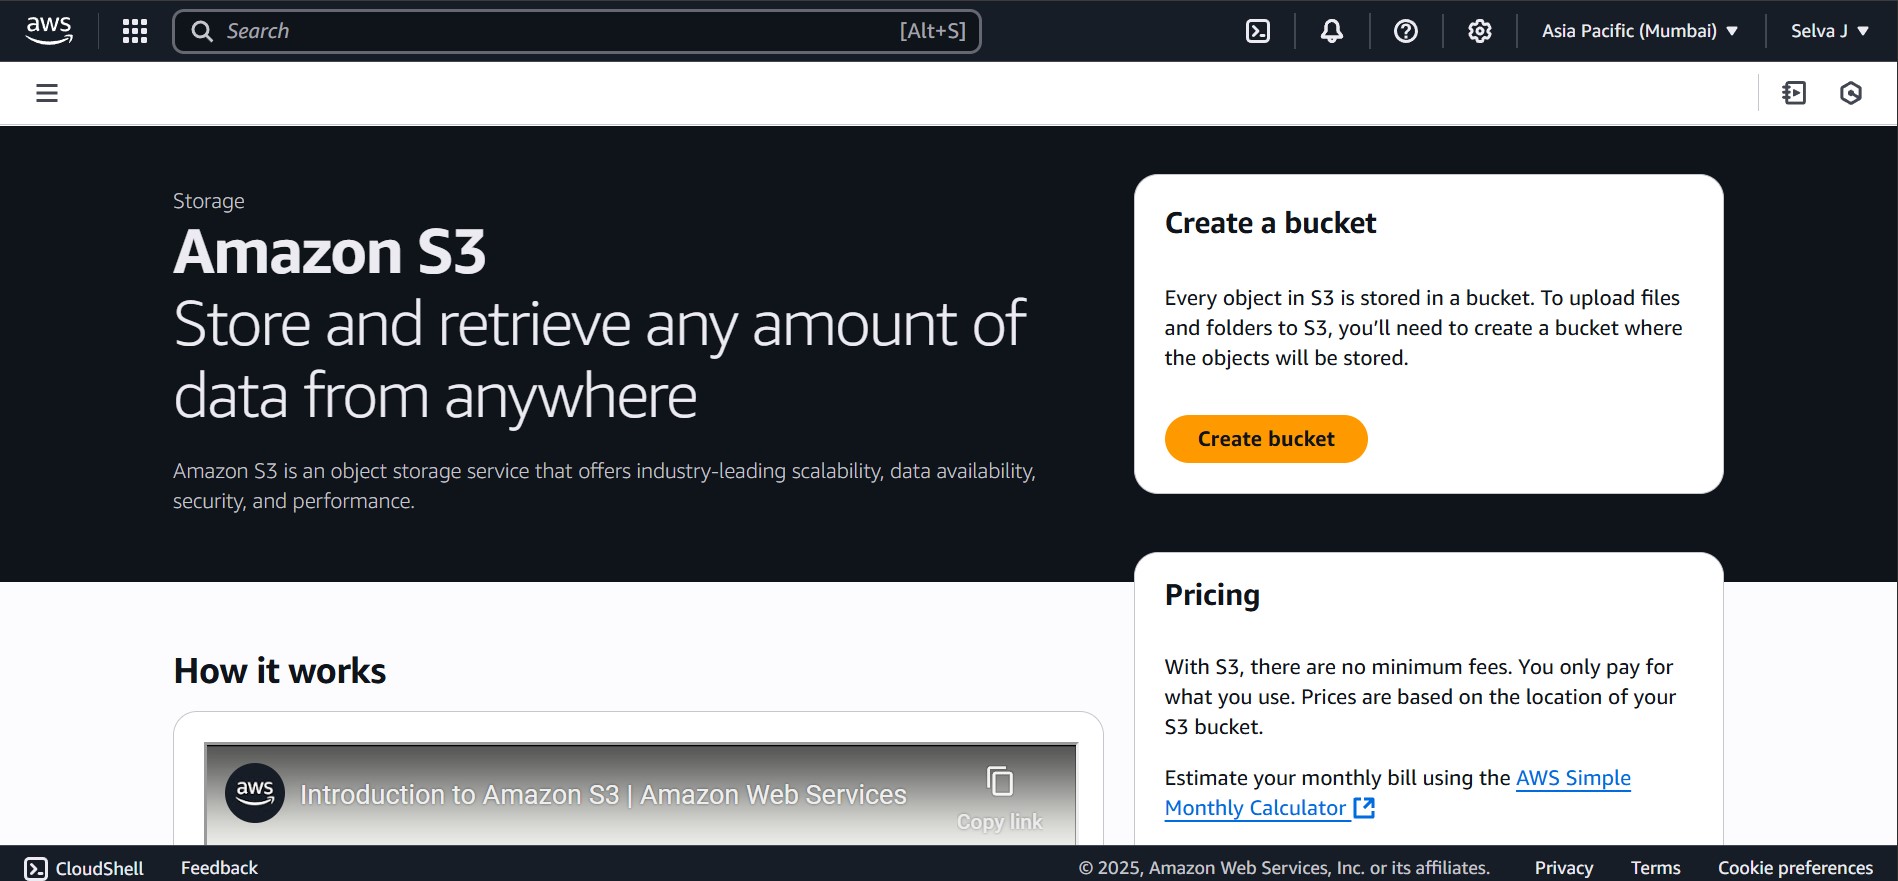 aws
Search [Alt+S]
Asia Pacific (Mumbai)
Selva J
Storage
Amazon S3
Store and retrieve any amount of
data from anywhere
Amazon S3 is an object storage service that offers industry-leading scalability, data availability,
security, and performance.
Create a bucket
Every object in S3 is stored in a bucket. To upload files
and folders to S3, you’ll need to create a bucket where
the objects will be stored.
Create bucket
Pricing
With S3, there are no minimum fees. You only pay for
what you use. Prices are based on the location of your
S3 bucket.
Estimate your monthly bill using the AWS Simple
Monthly Calculator
How it works
aws
Introduction to Amazon S3 | Amazon Web Services
Copy link
CloudShell
Feedback
© 2025, Amazon Web Services, Inc. or its affiliates.
Privacy
Terms
Cookie preferences